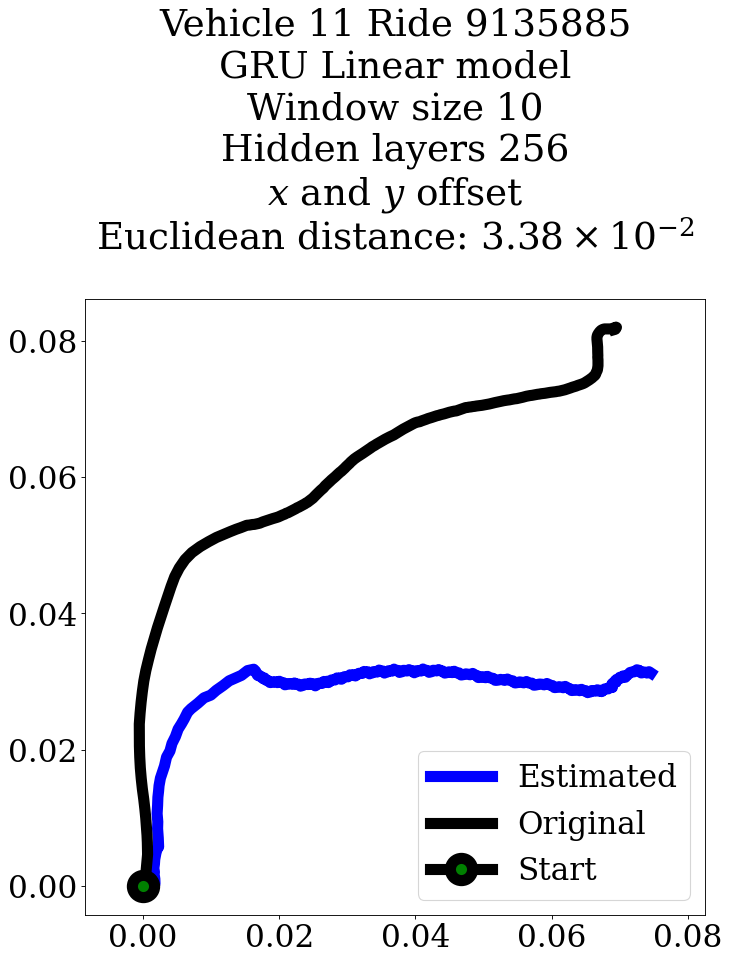 Vehicle 11 Ride 9135885
GRU Linear model
Window size 10
Hidden layers 256
x and y offset
Euclidean distance: 3.38 × 10⁻²
0.08
0.06
0.04
0.02
0.00
Estimated
Original
Start
0.00 0.02 0.04 0.06 0.08